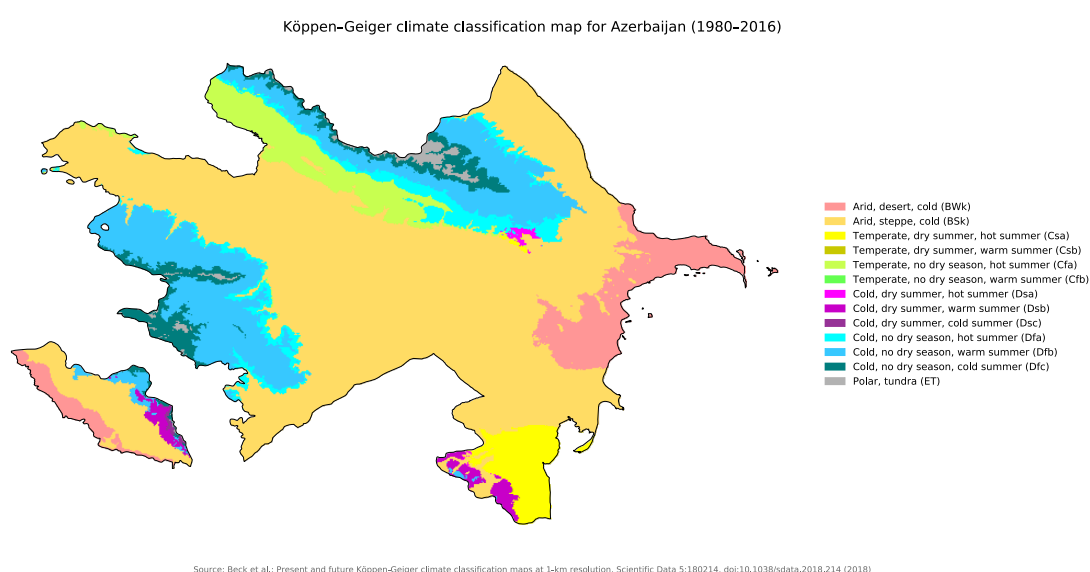 Köppen–Geiger climate classification map for Azerbaijan (1980–2016)
Arid, desert, cold (BWk)
Arid, steppe, cold (BSk)
Temperate, dry summer, hot summer (Csa)
Temperate, dry summer, warm summer (Csb)
Temperate, no dry season, hot summer (Cfa)
Temperate, no dry season, warm summer (Cfb)
Cold, dry summer, hot summer (Dsa)
Cold, dry summer, warm summer (Dsb)
Cold, dry summer, cold summer (Dsc)
Cold, no dry season, hot summer (Dfa)
Cold, no dry season, warm summer (Dfb)
Cold, no dry season, cold summer (Dfc)
Polar, tundra (ET)
Source: Beck et al.: Present and future Köppen-Geiger climate classification maps at 1-km resolution, Scientific Data 5:180214, doi:10.1038/sdata.2018.214 (2018)